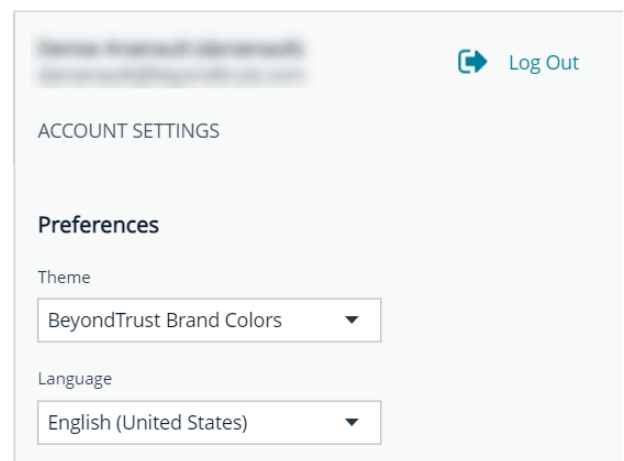 Log Out
ACCOUNT SETTINGS
Preferences
Theme
BeyondTrust Brand Colors
Language
English (United States)